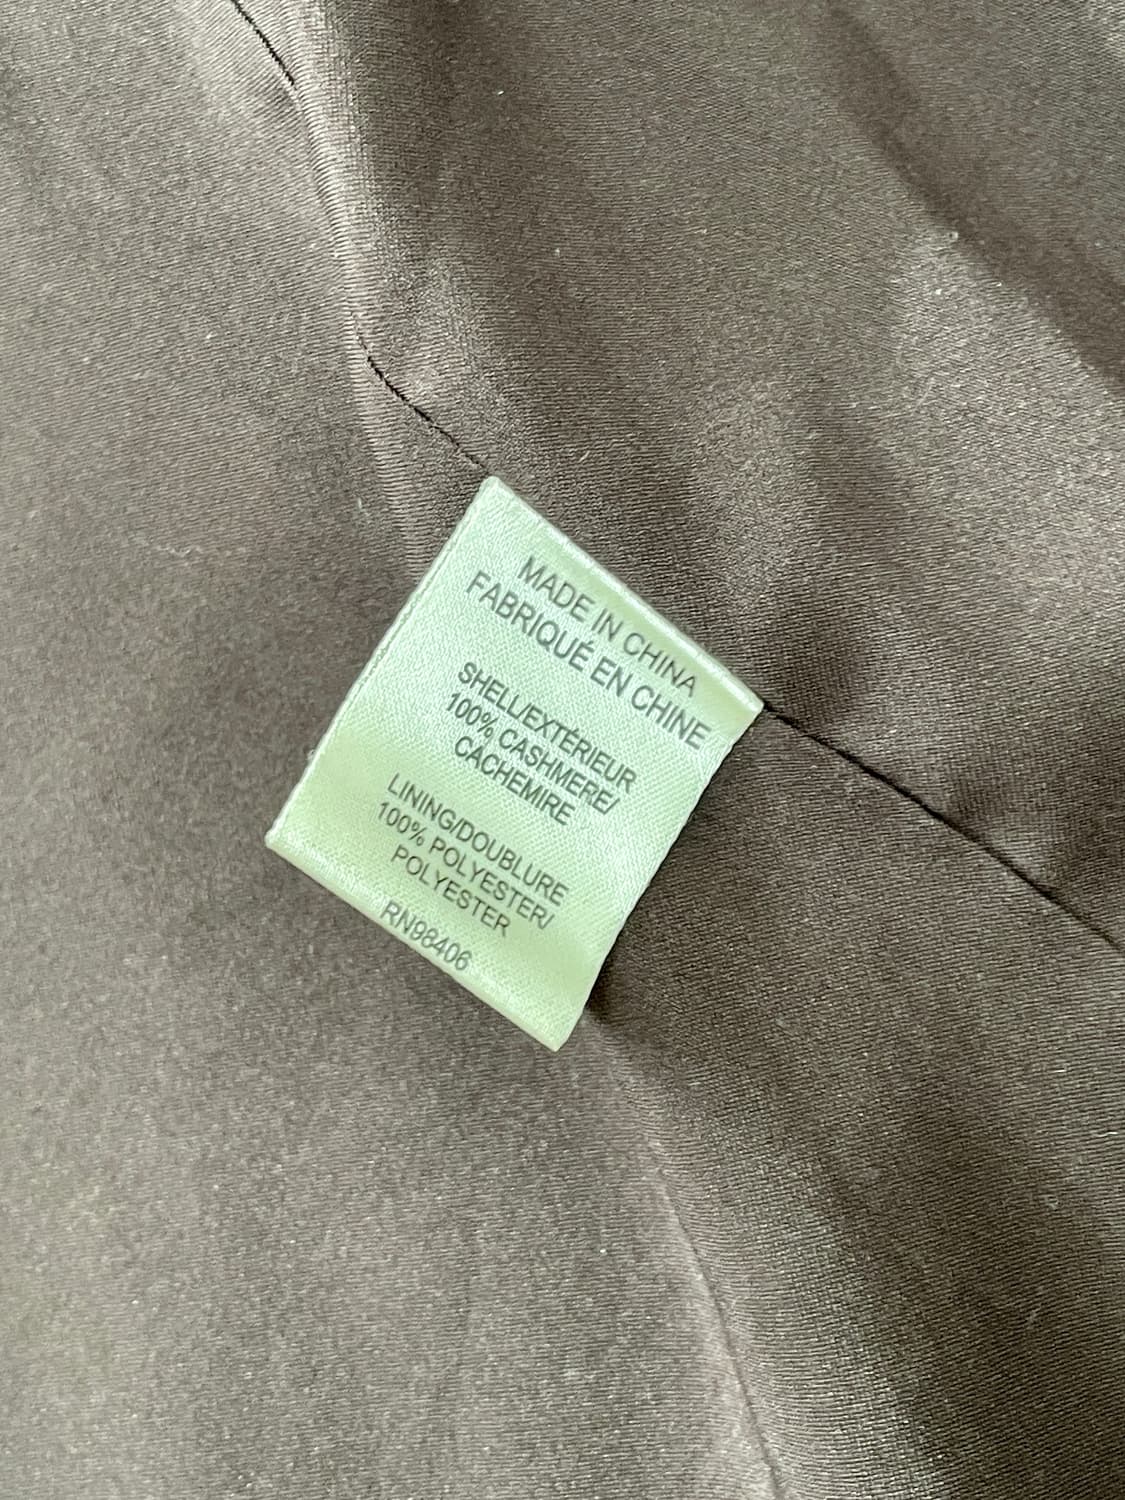 MADE IN CHINA
FABRIQUÉ EN CHINE
SHELL/EXTÉRIEUR
100% CASHMERE/
CACHEMIRE
LINING/DOUBLURE
100% POLYESTER/
POLYESTER
RN98406